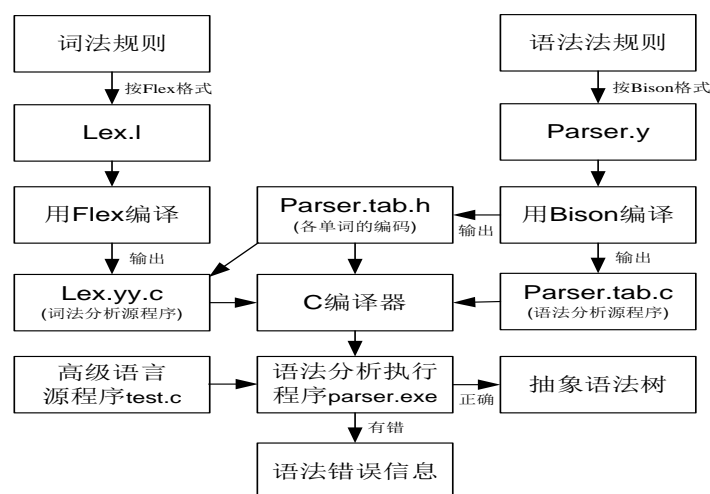 词法规则
语法法规则
按Flex格式
按Bison格式
Lex.l
Parser.y
用Flex编译
Parser.tab.h
(各单词的编码)
输出
用Bison编译
输出
输出
Lex.yy.c
(词法分析源程序)
C编译器
Parser.tab.c
(语法分析源程序)
高级语言
源程序test.c
语法分析执行
程序parser.exe
正确
抽象语法树
有错
语法错误信息